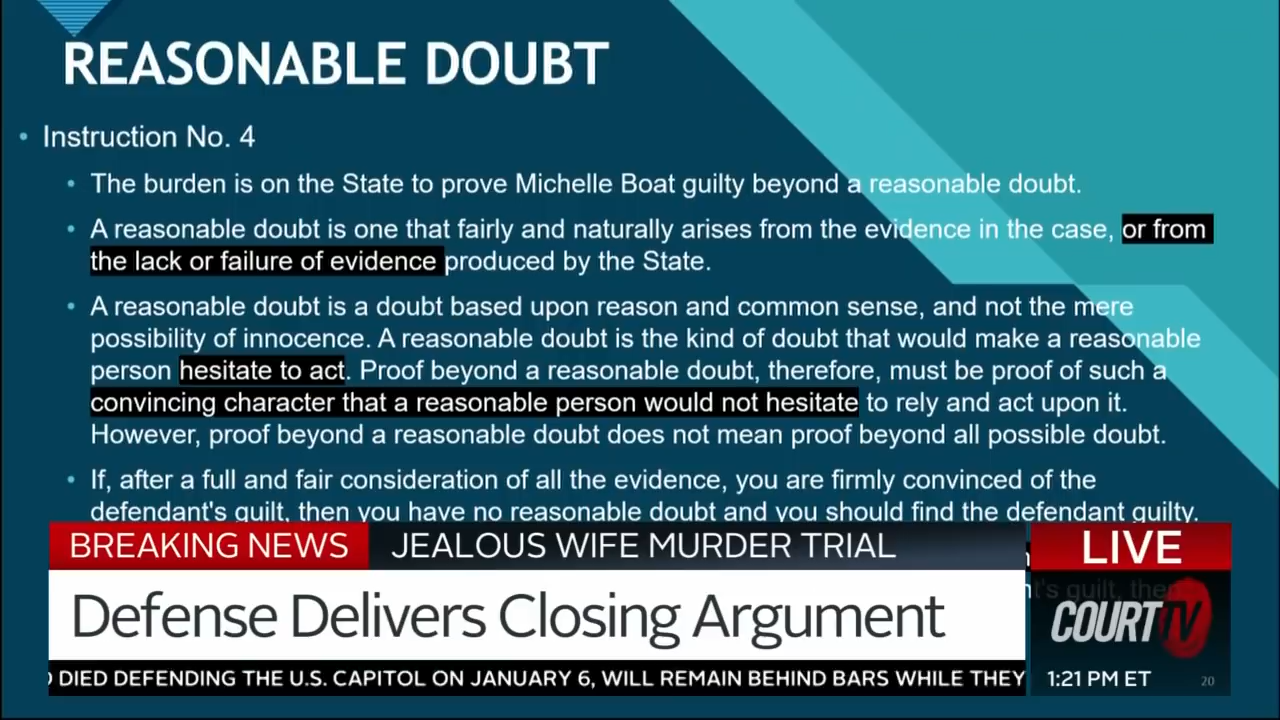 REASONABLE DOUBT
• Instruction No. 4
• The burden is on the State to prove Michelle Boat guilty beyond a reasonable doubt.
• A reasonable doubt is one that fairly and naturally arises from the evidence in the case, or from
the lack or failure of evidence produced by the State.
• A reasonable doubt is a doubt based upon reason and common sense, and not the mere
possibility of innocence. A reasonable doubt is the kind of doubt that would make a reasonable
person hesitate to act. Proof beyond a reasonable doubt, therefore, must be proof of such a
convincing character that a reasonable person would not hesitate to rely and act upon it.
However, proof beyond a reasonable doubt does not mean proof beyond all possible doubt.
• If, after a full and fair consideration of all the evidence, you are firmly convinced of the
defendant's guilt, then you have no reasonable doubt and you should find the defendant guilty.
guilt, then
BREAKING NEWS JEALOUS WIFE MURDER TRIAL
LIVE
Defense Delivers Closing Argument
COURT TV
DIED DEFENDING THE U.S. CAPITOL ON JANUARY 6, WILL REMAIN BEHIND BARS WHILE THEY
1:21 PM ET
20